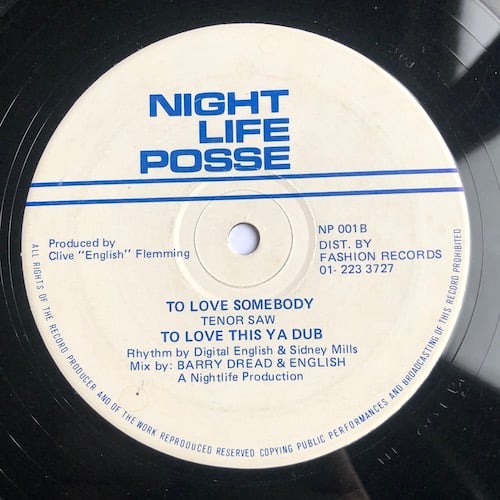 NIGHT
LIFE
POSSE
Produced by
Clive "English" Flemming
NP 001B
DIST. BY
FASHION RECORDS
01- 223 3727
TO LOVE SOMEBODY
TENOR SAW
TO LOVE THIS YA DUB
Rhythm by Digital English & Sidney Mills
Mix by: BARRY DREAD & ENGLISH
A Nightlife Production
ALL RIGHTS OF THE RECORD PRODUCER AND OF THE WORK REPRODUCED RESERVED COPYING PUBLIC PERFORMANCES AND BROADCASTING OF THIS RECORD PROHIBITED